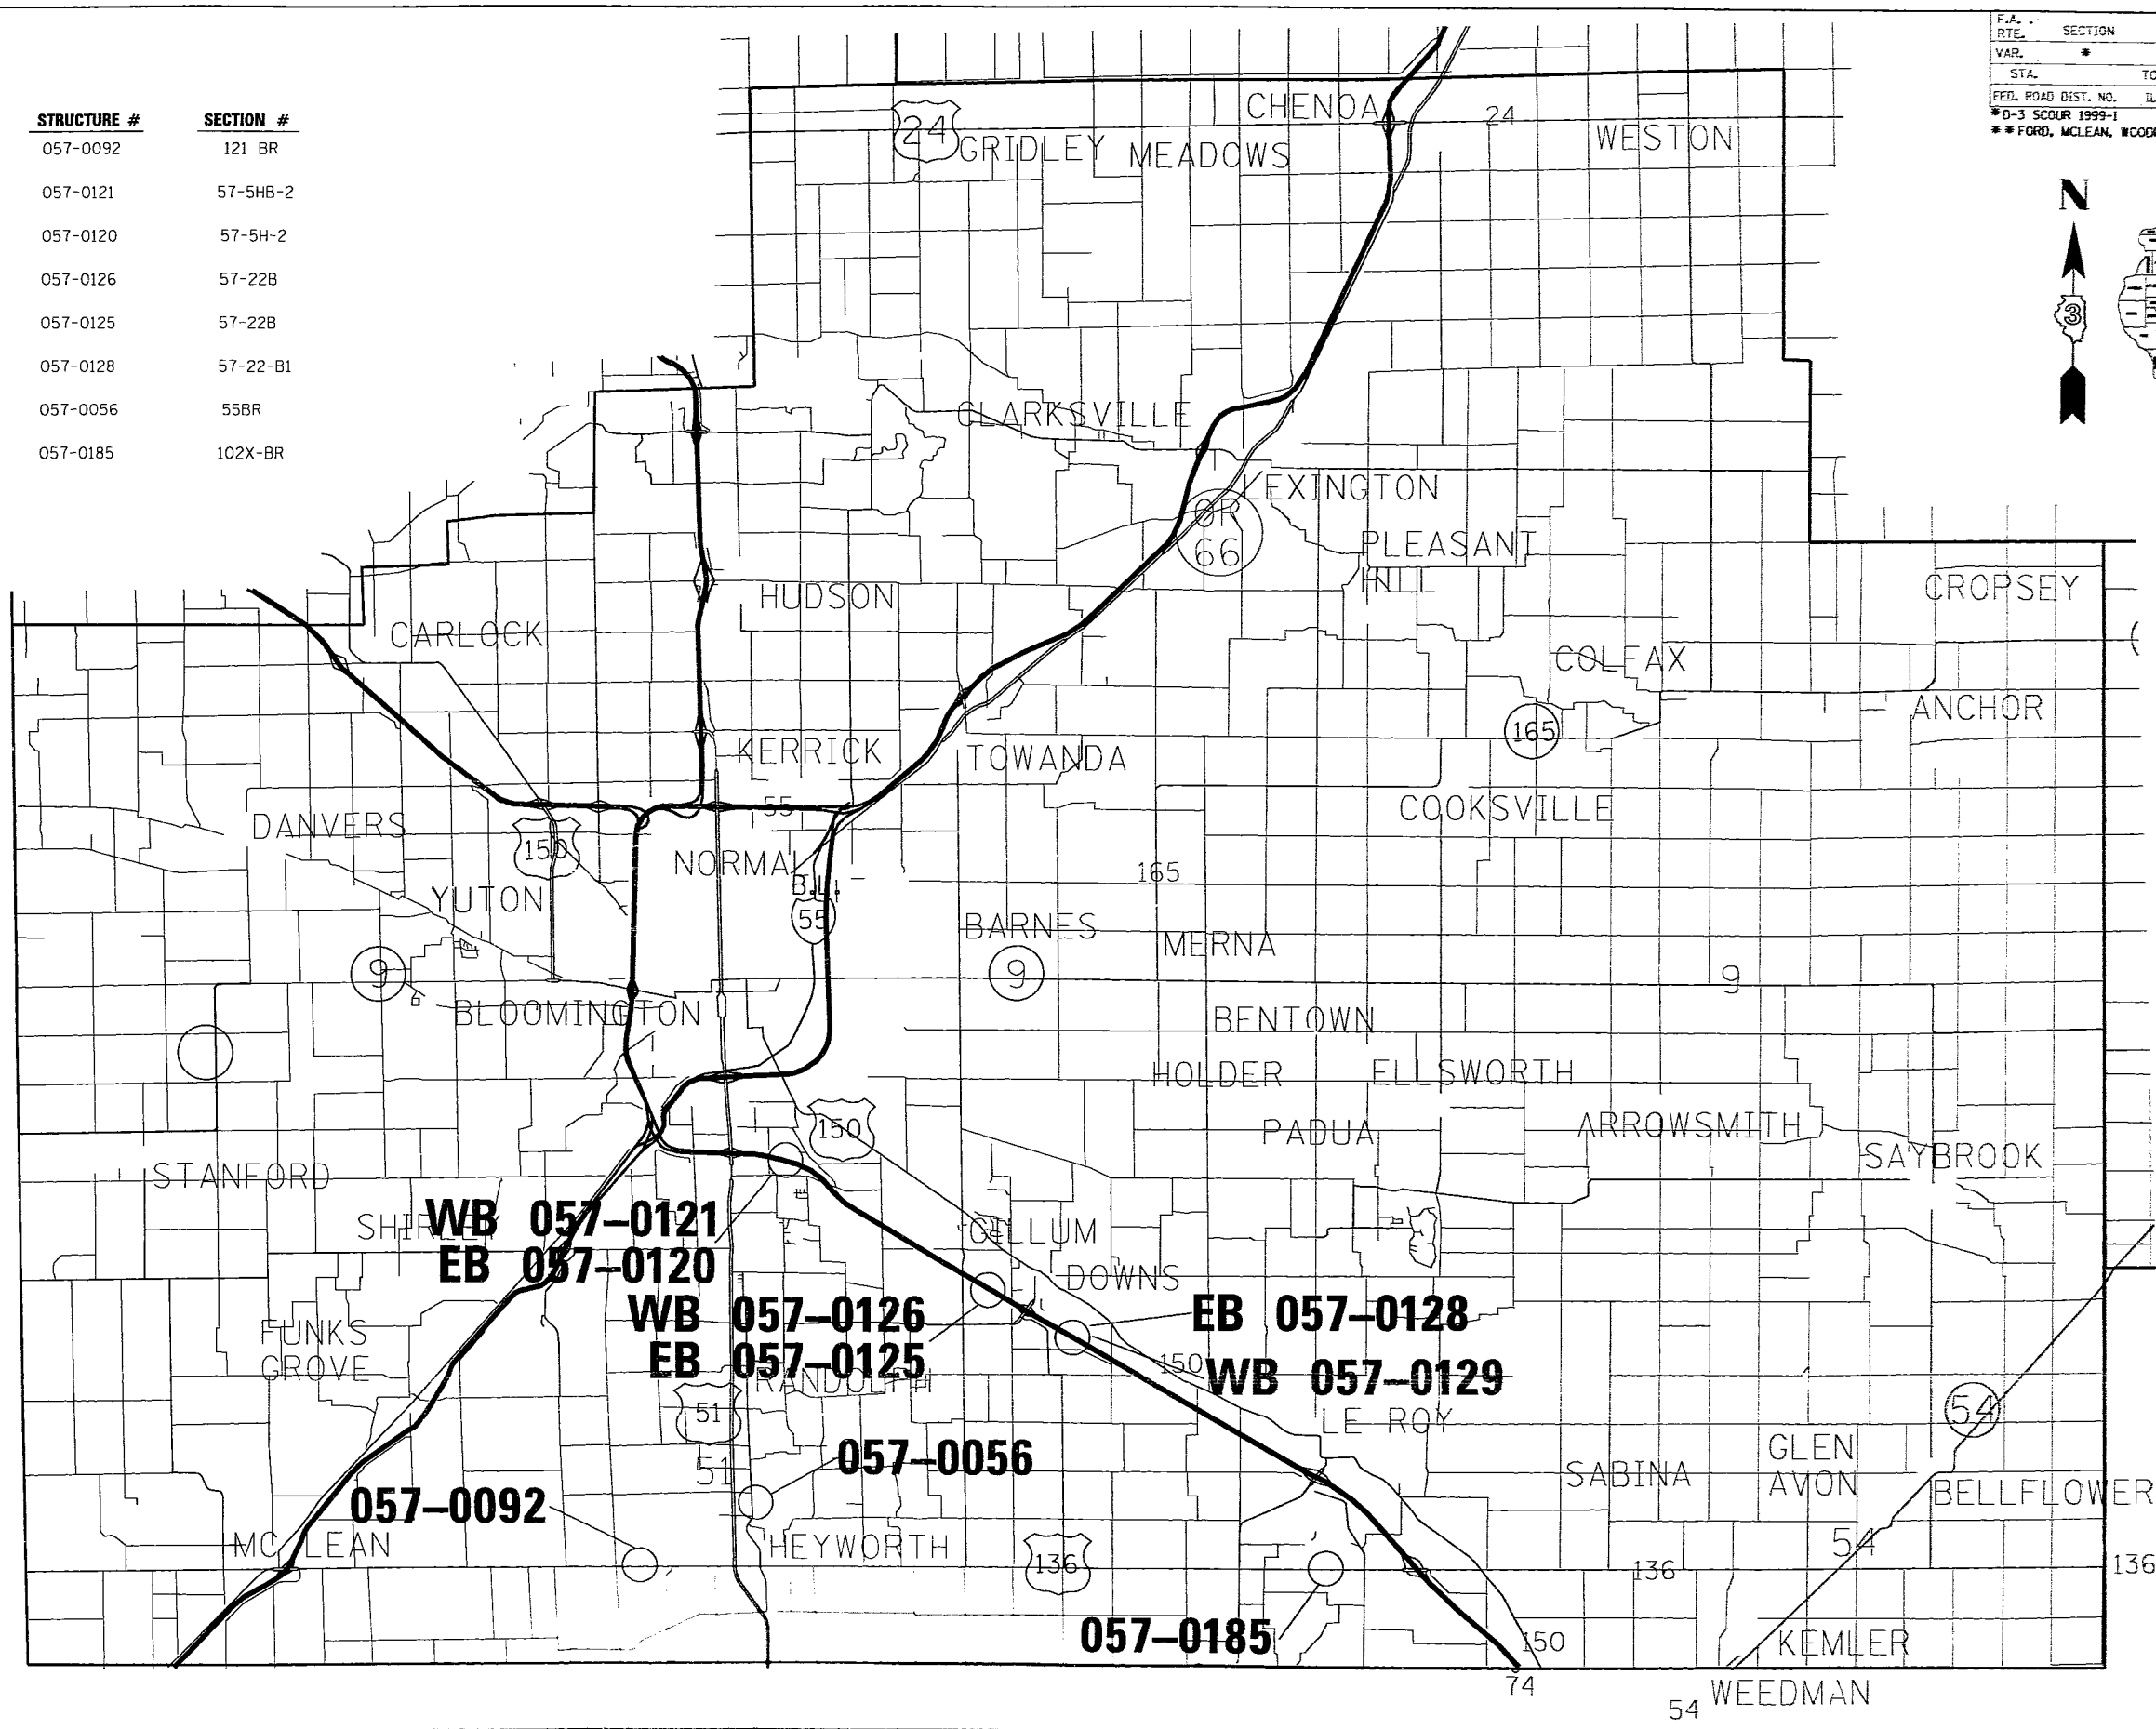 F.A. .
RTE. SECTION
VAR. *
STA. TO
FED. ROAD DIST. NO.
*D-3 SCOUR 1999-1
**FORD, MCLEAN,
STRUCTURE # SECTION #
057-0092 121 BR
057-0121 57-5HB-2
057-0120 57-5H-2
057-0126 57-22B
057-0125 57-22B
057-0128 57-22-B1
057-0056 55BR
057-0185 102X-BR
N
3
24
CHENOA
24
GRIDLEY
MEADOWS
WESTON
CLARKSVILLE
LEXINGTON
66
PLEASANT
HILL
HUDSON
CROPSEY
CARLOCK
COLFAX
ANCHOR
165
KERRICK
TOWANDA
55
COOKSVILLE
DANVERS
150
NORMAL
165
B.L.
55
YUTON
BARNES
MERNA
9
9
9
BLOOMINGTON
BENTOWN
HOLDER
ELLSWORTH
150
PADUA
ARROWSMITH
SAYBROOK
STANFORD
SHIRLEY
WB 057-0121
EB 057-0120
GILLUM
DOWNS
WB 057-0126
EB 057-0125
EB 057-0128
WB 057-0129
FUNKS
GROVE
RANDOLPH
150
51
LE ROY
54
057-0056
51
GLEN
AVON
SABINA
BELLFLOWER
057-0092
MC LEAN
HEYWORTH
136
54
136
136
057-0185
150
KEMLER
74
54
WEEDMAN